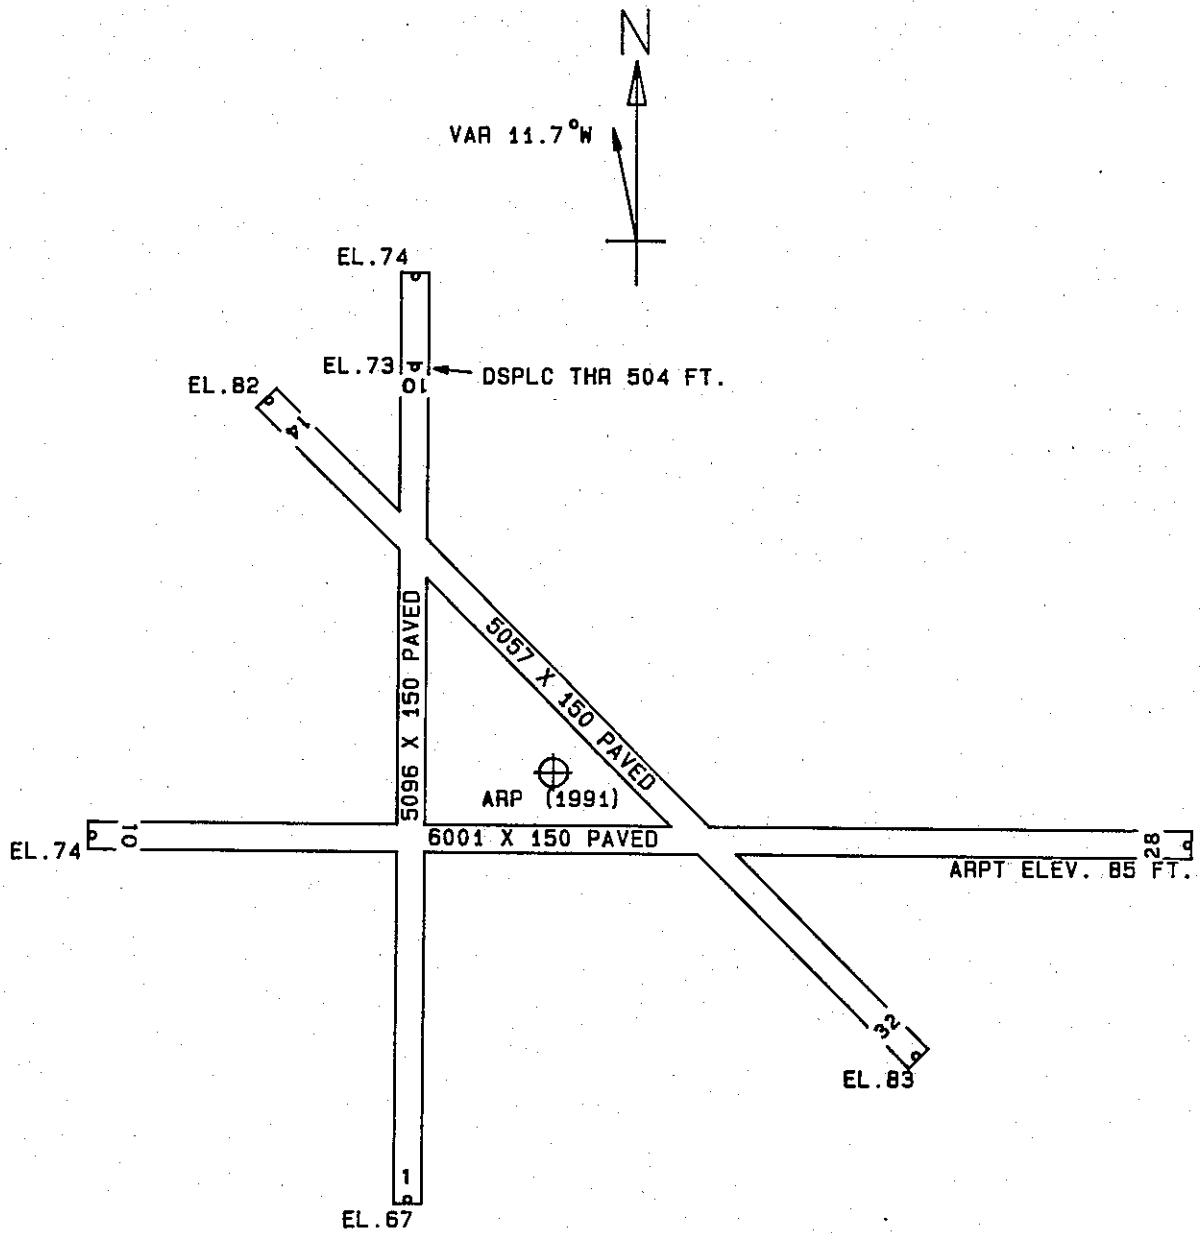 N
VAR 11.7°W
EL.74
EL.73
DSPLC THR 504 FT.
10
EL.82
14
5096 X 150 PAVED
5057 X 150 PAVED
ARP (1991)
EL.74
10
6001 X 150 PAVED
28
ARPT ELEV. 85 FT.
32
EL.83
1
EL.67